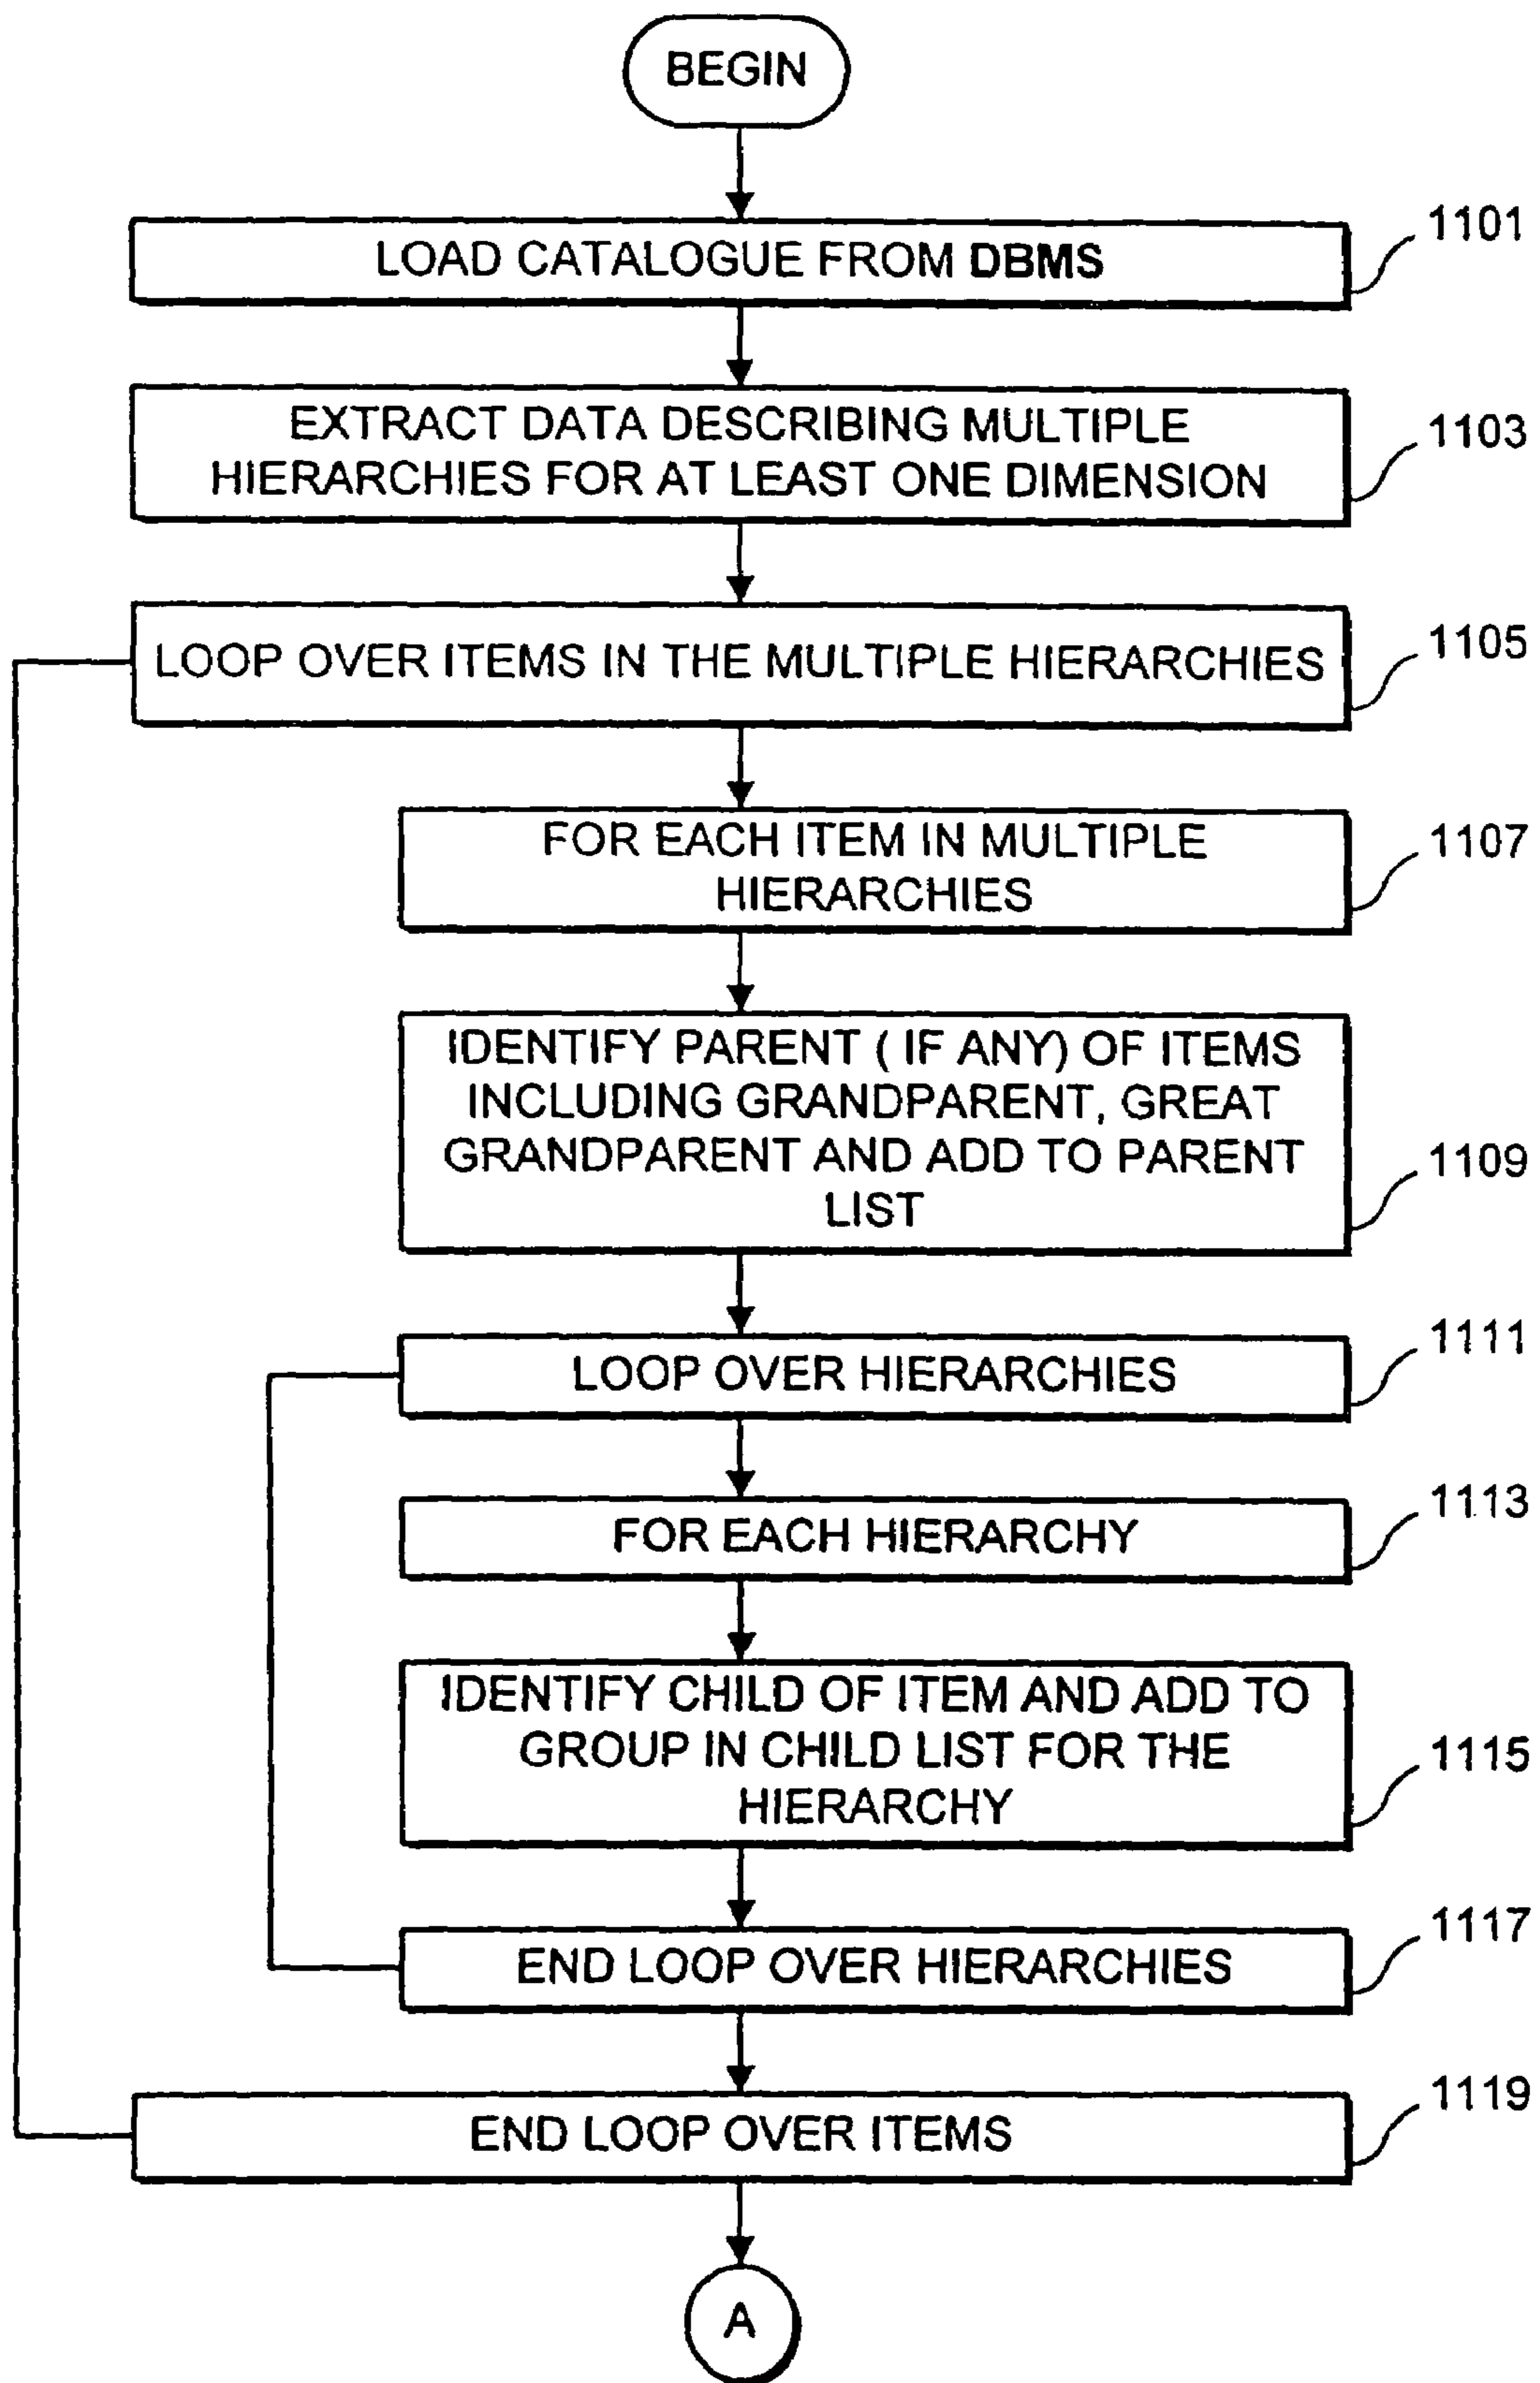 BEGIN
LOAD CATALOGUE FROM DBMS
1101
EXTRACT DATA DESCRIBING MULTIPLE
HIERARCHIES FOR AT LEAST ONE DIMENSION
1103
LOOP OVER ITEMS IN THE MULTIPLE HIERARCHIES
1105
FOR EACH ITEM IN MULTIPLE
HIERARCHIES
1107
IDENTIFY PARENT ( IF ANY) OF ITEMS
INCLUDING GRANDPARENT, GREAT
GRANDPARENT AND ADD TO PARENT
LIST
1109
LOOP OVER HIERARCHIES
1111
FOR EACH HIERARCHY
1113
IDENTIFY CHILD OF ITEM AND ADD TO
GROUP IN CHILD LIST FOR THE
HIERARCHY
1115
END LOOP OVER HIERARCHIES
1117
END LOOP OVER ITEMS
1119
A